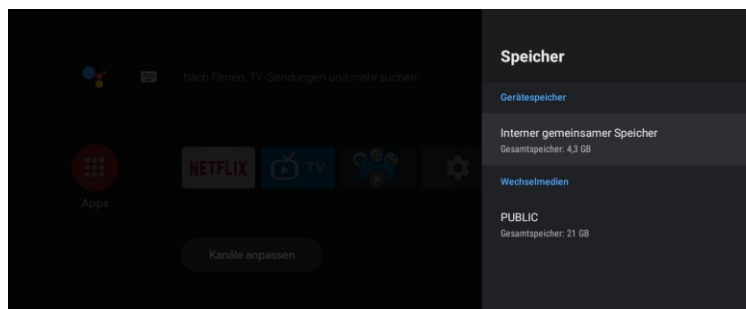 Speicher
Nach Filmen, TV-Sendungen und mehr suchen
Gerätespeicher
Interner gemeinsamer Speicher
Gesamtspeicher: 4,3 GB
NETFLIX
TV
Wechselmedien
Apps
PUBLIC
Gesamtspeicher: 21 GB
Kanäle anpassen